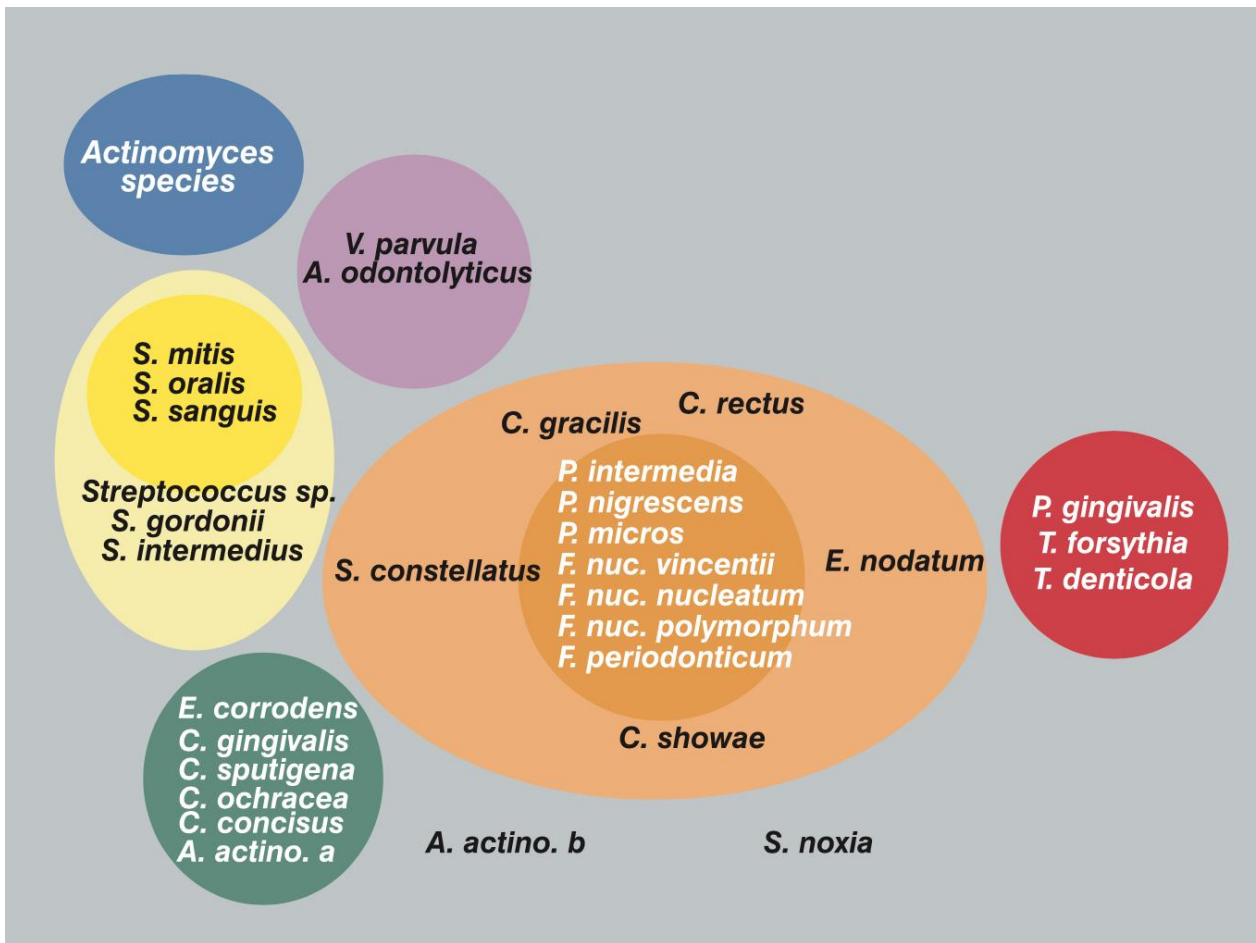 Actinomyces
species
V. parvula
A. odontolyticus
S. mitis
S. oralis
S. sanguis
Streptococcus sp.
S. gordonii
S. intermedius
C. gracilis
C. rectus
P. intermedia
P. nigrescens
P. micros
F. nuc. vincentii
F. nuc. nucleatum
F. nuc. polymorphum
F. periodonticum
S. constellatus
E. nodatum
C. showae
P. gingivalis
T. forsythia
T. denticola
E. corrodens
C. gingivalis
C. sputigena
C. ochracea
C. concisus
A. actino. a
A. actino. b
S. noxia